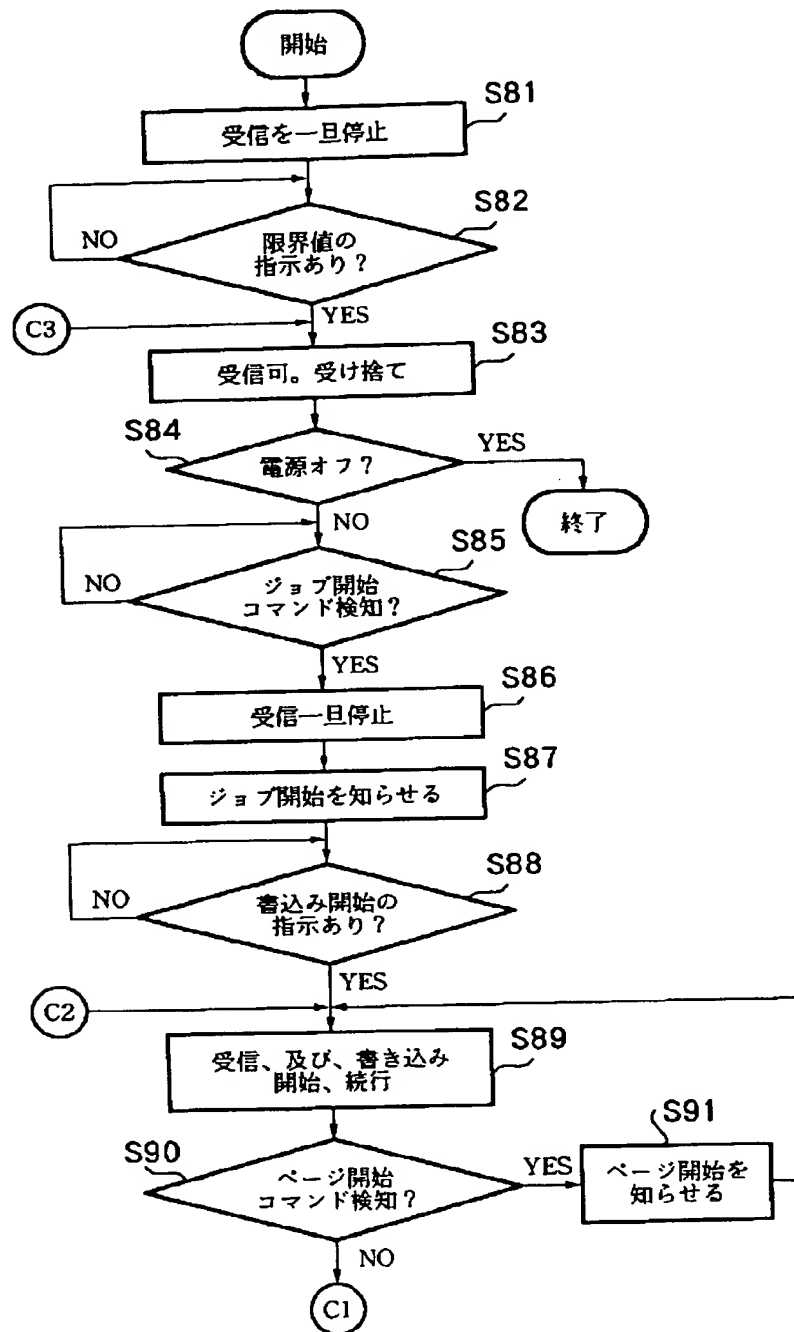 開始
S81
受信を一旦停止
S82
NO
限界値の
指示あり?
YES
C3
S83
受信可。受け捨て
S84
YES
電源オフ?
終了
NO
S85
NO
ジョブ開始
コマンド検知?
YES
S86
受信一旦停止
S87
ジョブ開始を知らせる
S88
NO
書込み開始の
指示あり?
YES
C2
S89
受信、及び、書き込み
開始、続行
S91
S90
YES
ページ開始
コマンド検知?
ページ開始を
知らせる
NO
C1